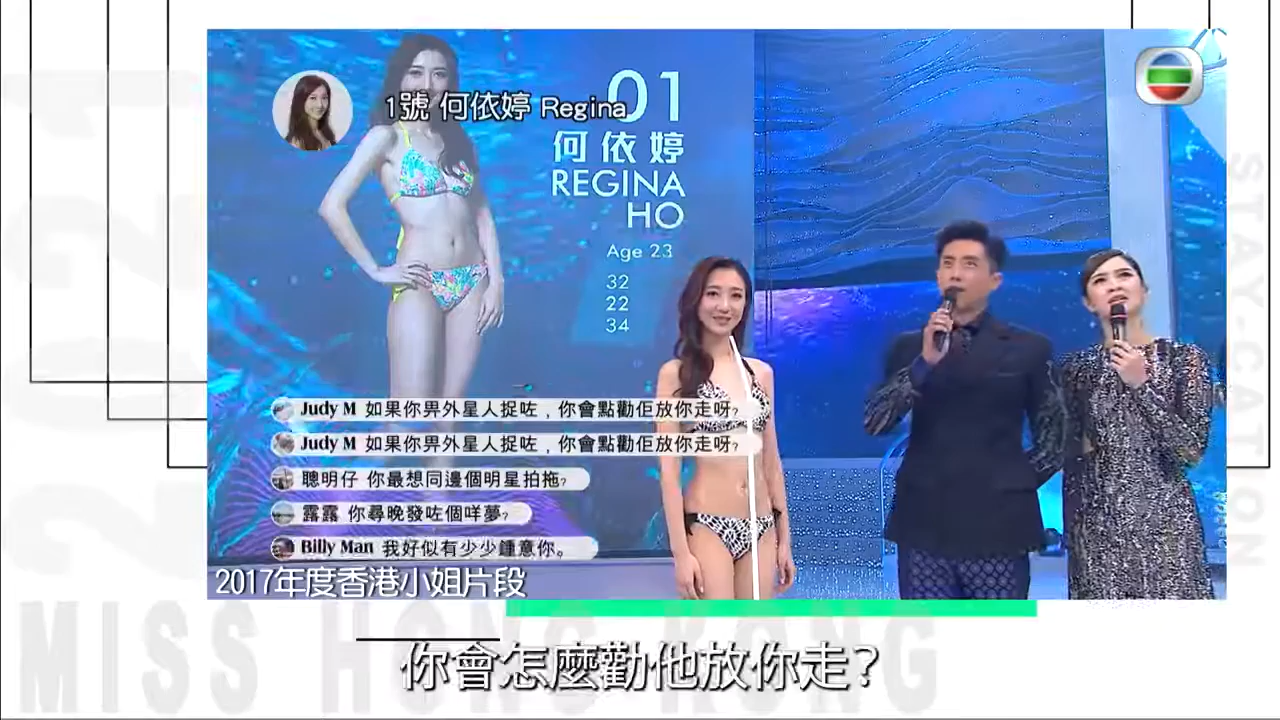 1號 何依婷 Regina
01
何依婷
REGINA
HO
Age 23
32
22
34
Judy M 如果你畀外星人捉咗，你會點勸佢放你走呀?
Judy M 如果你畀外星人捉咗，你會點勸佢放你走呀?
聰明仔 你最想同邊個明星拍拖?
露露 你尋晚發咗個咩夢?
Billy Man 我好似有少少鍾意你。
2017年度香港小姐片段
STAY-CATION
2021
MISS HONG KONG
你會怎麼勸他放你走?